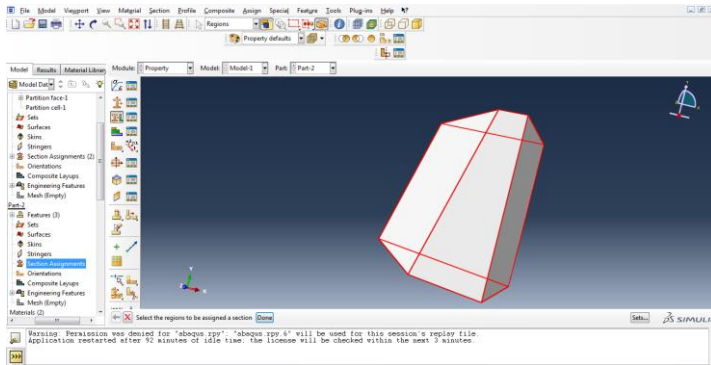 File Model Viewport View Material Section Profile Composite Assign Special Feature Tools Plug-ins Help
Regions
Property defaults
Model Results Material Library Module: Property Model: Model-1 Part: Part-2
Model Dat
Partition face-1
Partition cell-1
Sets
Surfaces
Skins
Stringers
Section Assignments (2)
Orientations
Composite Layups
Engineering Features
Mesh (Empty)
Part-2
Features (3)
Sets
Surfaces
Skins
Stringers
Section Assignments
Orientations
Composite Layups
Engineering Features
Mesh (Empty)
Materials (2)
Select the regions to be assigned a section Done Sets... SIMULI
Warning: Permission was denied for "abaqus.rpy"; "abaqus.rpy.6" will be used for this session's replay file.
Application restarted after 92 minutes of idle time; the license will be checked within the next 3 minutes.
>>>